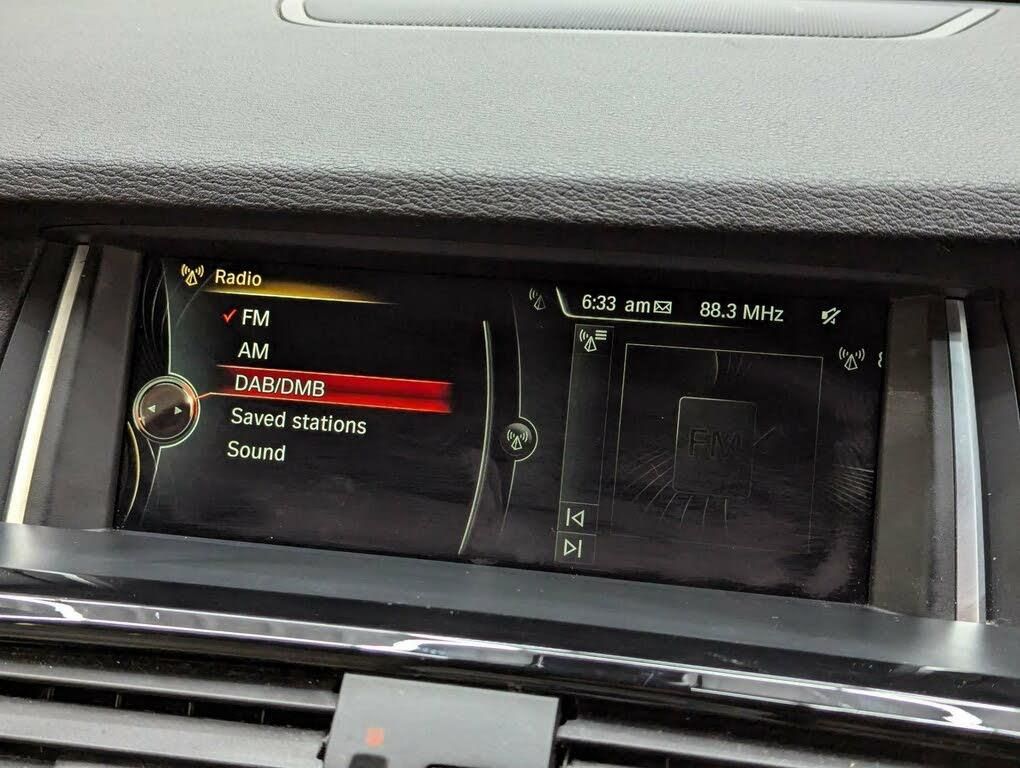 Radio
FM
AM
DAB/DMB
Saved stations
Sound
6:33 am 88.3 MHz
FM